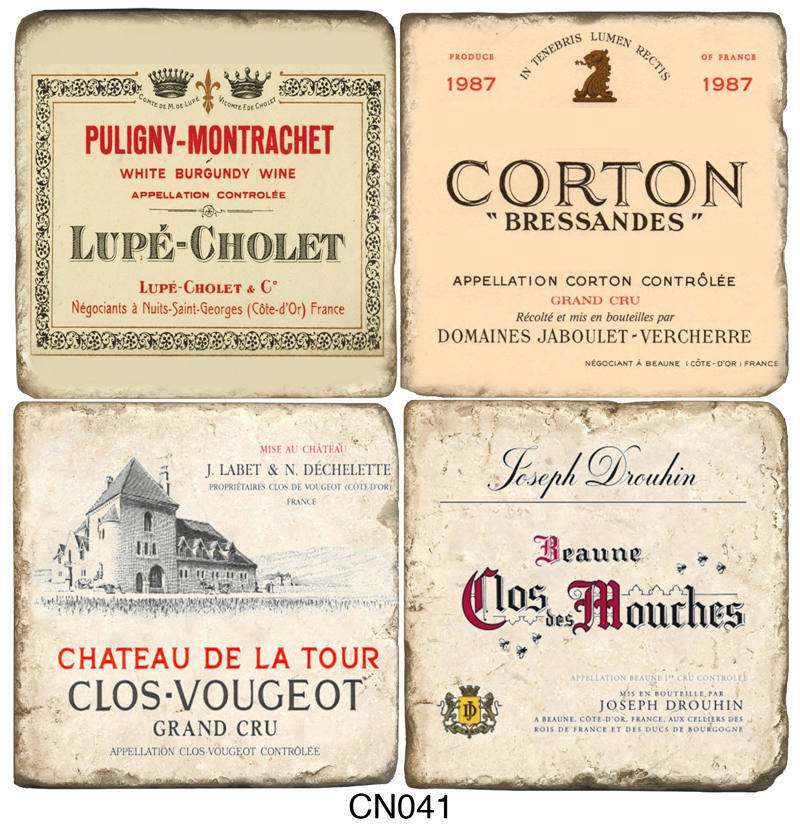 COMTE DE M. DE LUPÉ
VICOMTE F. DE CHOLET
PULIGNY-MONTRACHET
WHITE BURGUNDY WINE
APPELLATION CONTROLÉE
LUPÉ-CHOLET
LUPÉ-CHOLET & Cº
Négociants à Nuits-Saint-Georges (Côte-d'Or) France
IN TENEBRIS LUMEN RECTIS
PRODUCE
OF FRANCE
1987
1987
CORTON
"BRESSANDES"
APPELLATION CORTON CONTRÔLÉE
GRAND CRU
Récolté et mis en bouteilles par
DOMAINES JABOULET-VERCHERRE
NÉGOCIANT À BEAUNE (CÔTE-D'OR) FRANCE
MISE AU CHÂTEAU
J. LABET & N. DÉCHELETTE
PROPRIÉTAIRES CLOS DE VOUGEOT (CÔTE-D'OR)
FRANCE
CHATEAU DE LA TOUR
CLOS-VOUGEOT
GRAND CRU
APPELLATION CLOS-VOUGEOT CONTRÔLÉE
Joseph Drouhin
Beaune
Clos des Mouches
APPELLATION BEAUNE 1ER CRU CONTROLÉE
MIS EN BOUTEILLE PAR
JOSEPH DROUHIN
A BEAUNE, CÔTE-D'OR, FRANCE, AUX CELLIERS DES
ROIS DE FRANCE ET DES DUCS DE BOURGOGNE
JD
CN041